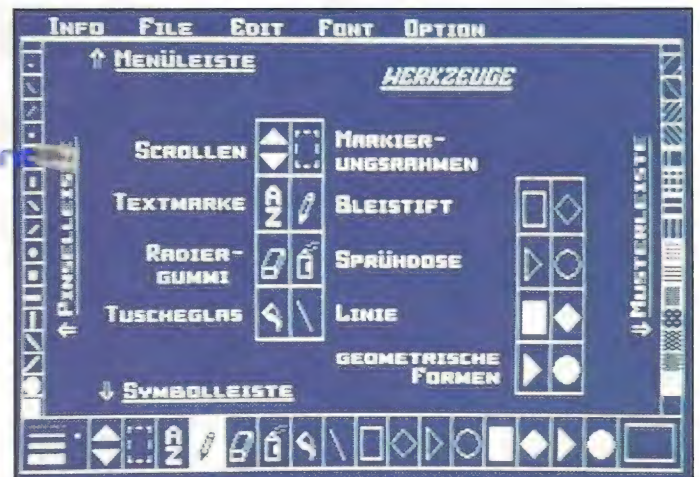 INFO FILE EDIT FONT OPTION
⇑ MENÜLEISTE
WERKZEUGE
SCROLLEN
MARKIER-
UNGSRAHMEN
TEXTMARKE
A
Z
BLEISTIFT
RADIER-
GUMMI
SPRÜHDOSE
TUSCHEGLAS
LINIE
GEOMETRISCHE
FORMEN
⇑ PINSELLEISTE
⇓ MUSTERLEISTE
⇓ SYMBOLLEISTE
A
Z